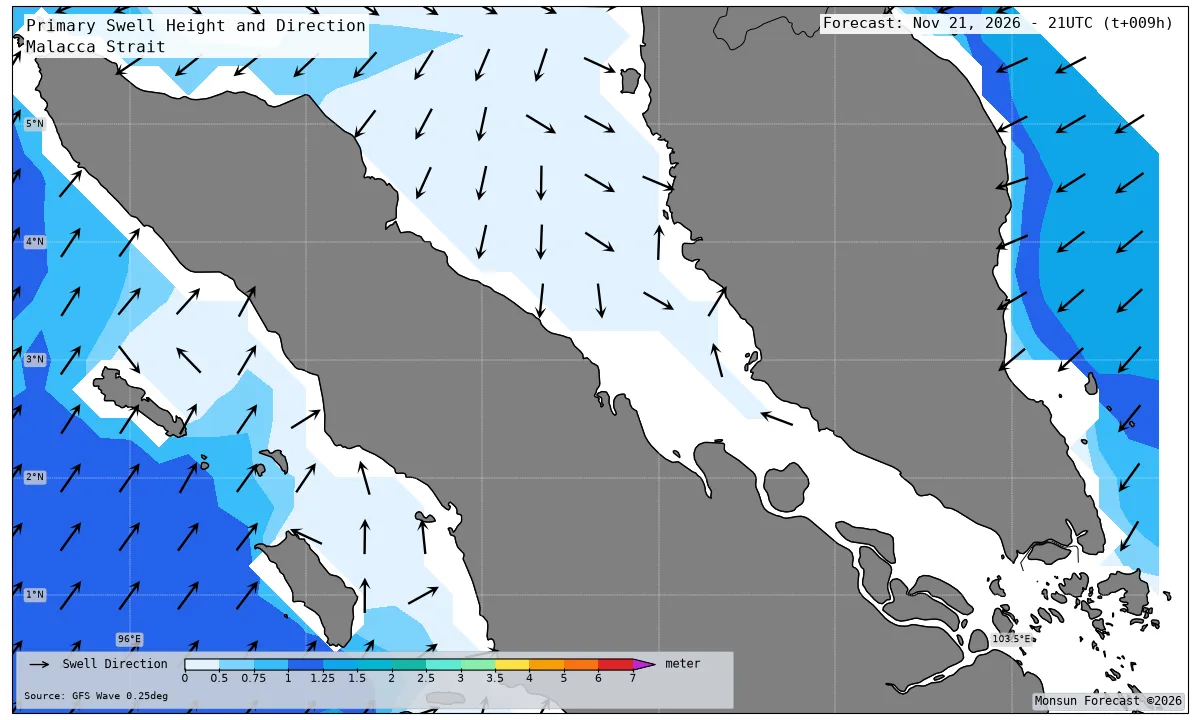 Primary Swell Height and Direction
Malacca Strait
Forecast: Nov 21, 2026 - 21UTC (t+009h)
5°N
4°N
3°N
2°N
1°N
96°E
103.5°E
Swell Direction
0 0.5 0.75 1 1.25 1.5 2 2.5 3 3.5 4 5 6 7
meter
Source: GFS Wave 0.25deg
Monsun Forecast ©2026